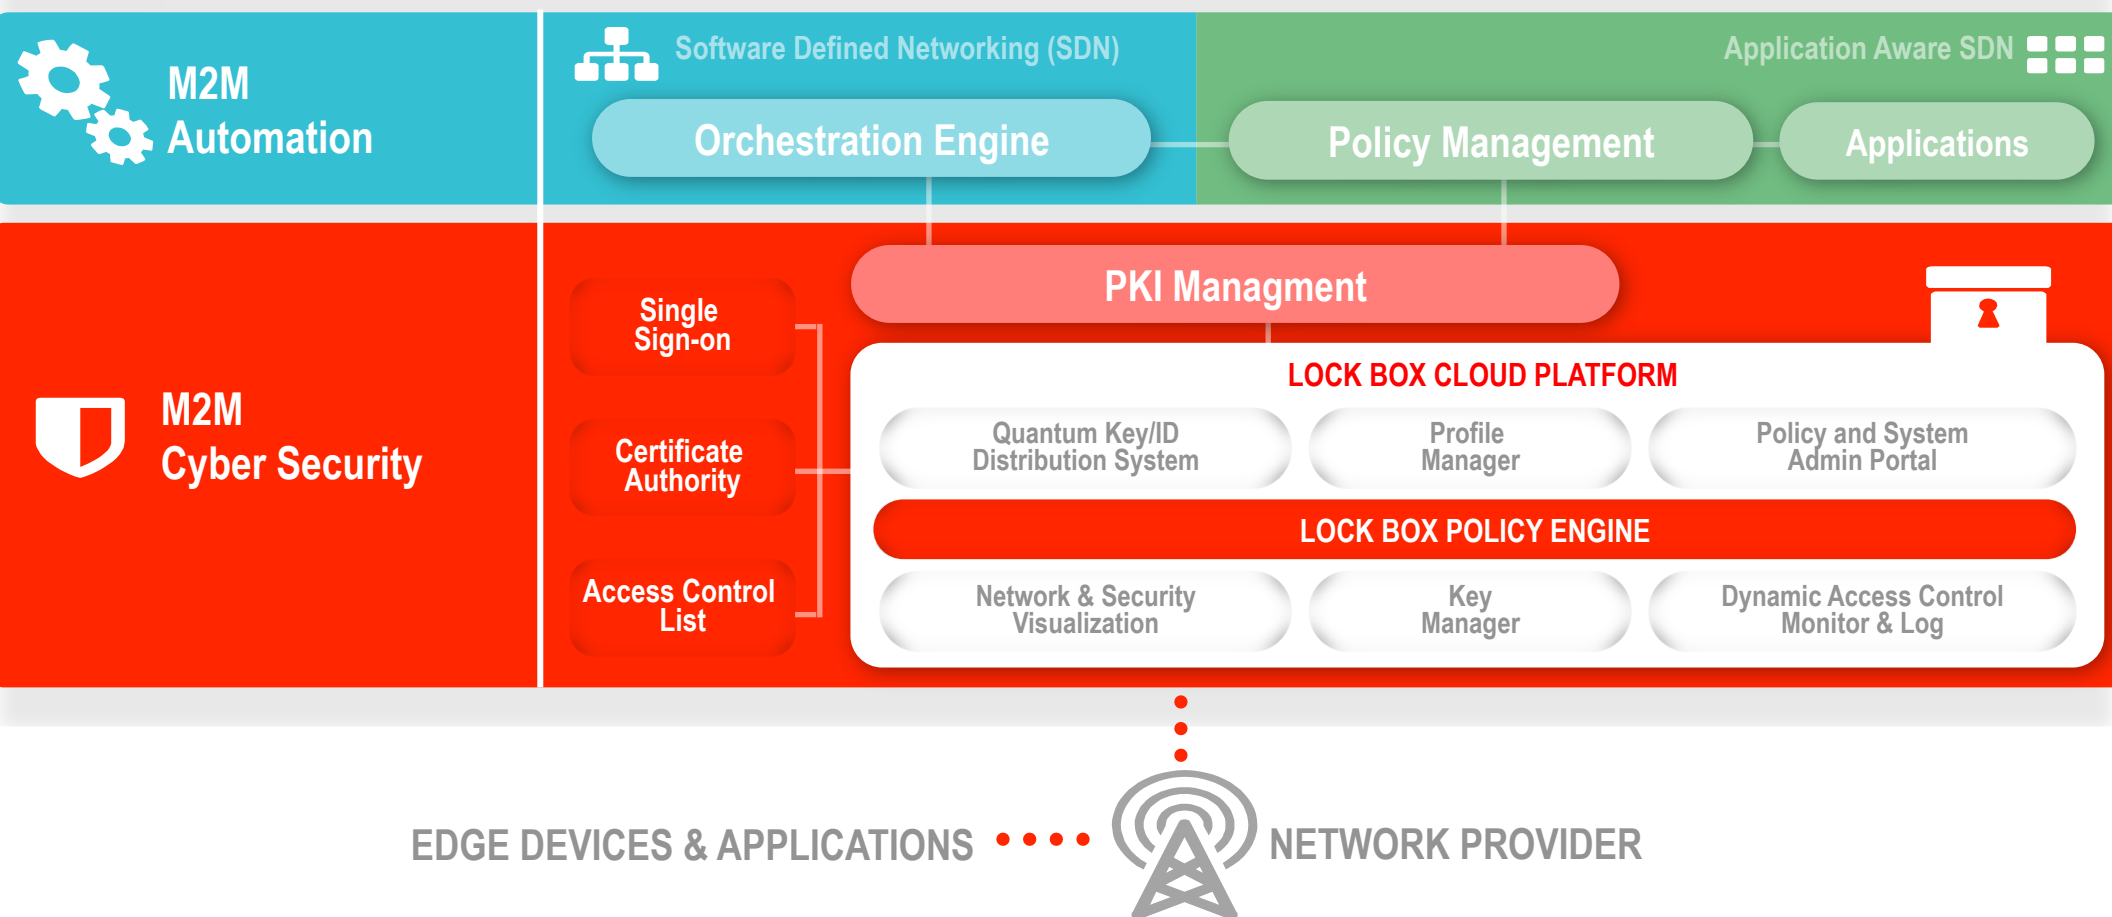 Software Defined Networking (SDN)
Application Aware SDN
M2M
Automation
Orchestration Engine
Policy Management
Applications
PKI Managment
Single
Sign-on
LOCK BOX CLOUD PLATFORM
M2M
Cyber Security
Certificate
Authority
Quantum Key/ID
Distribution System
Profile
Manager
Policy and System
Admin Portal
LOCK BOX POLICY ENGINE
Access Control
List
Network & Security
Visualization
Key
Manager
Dynamic Access Control
Monitor & Log
EDGE DEVICES & APPLICATIONS
NETWORK PROVIDER